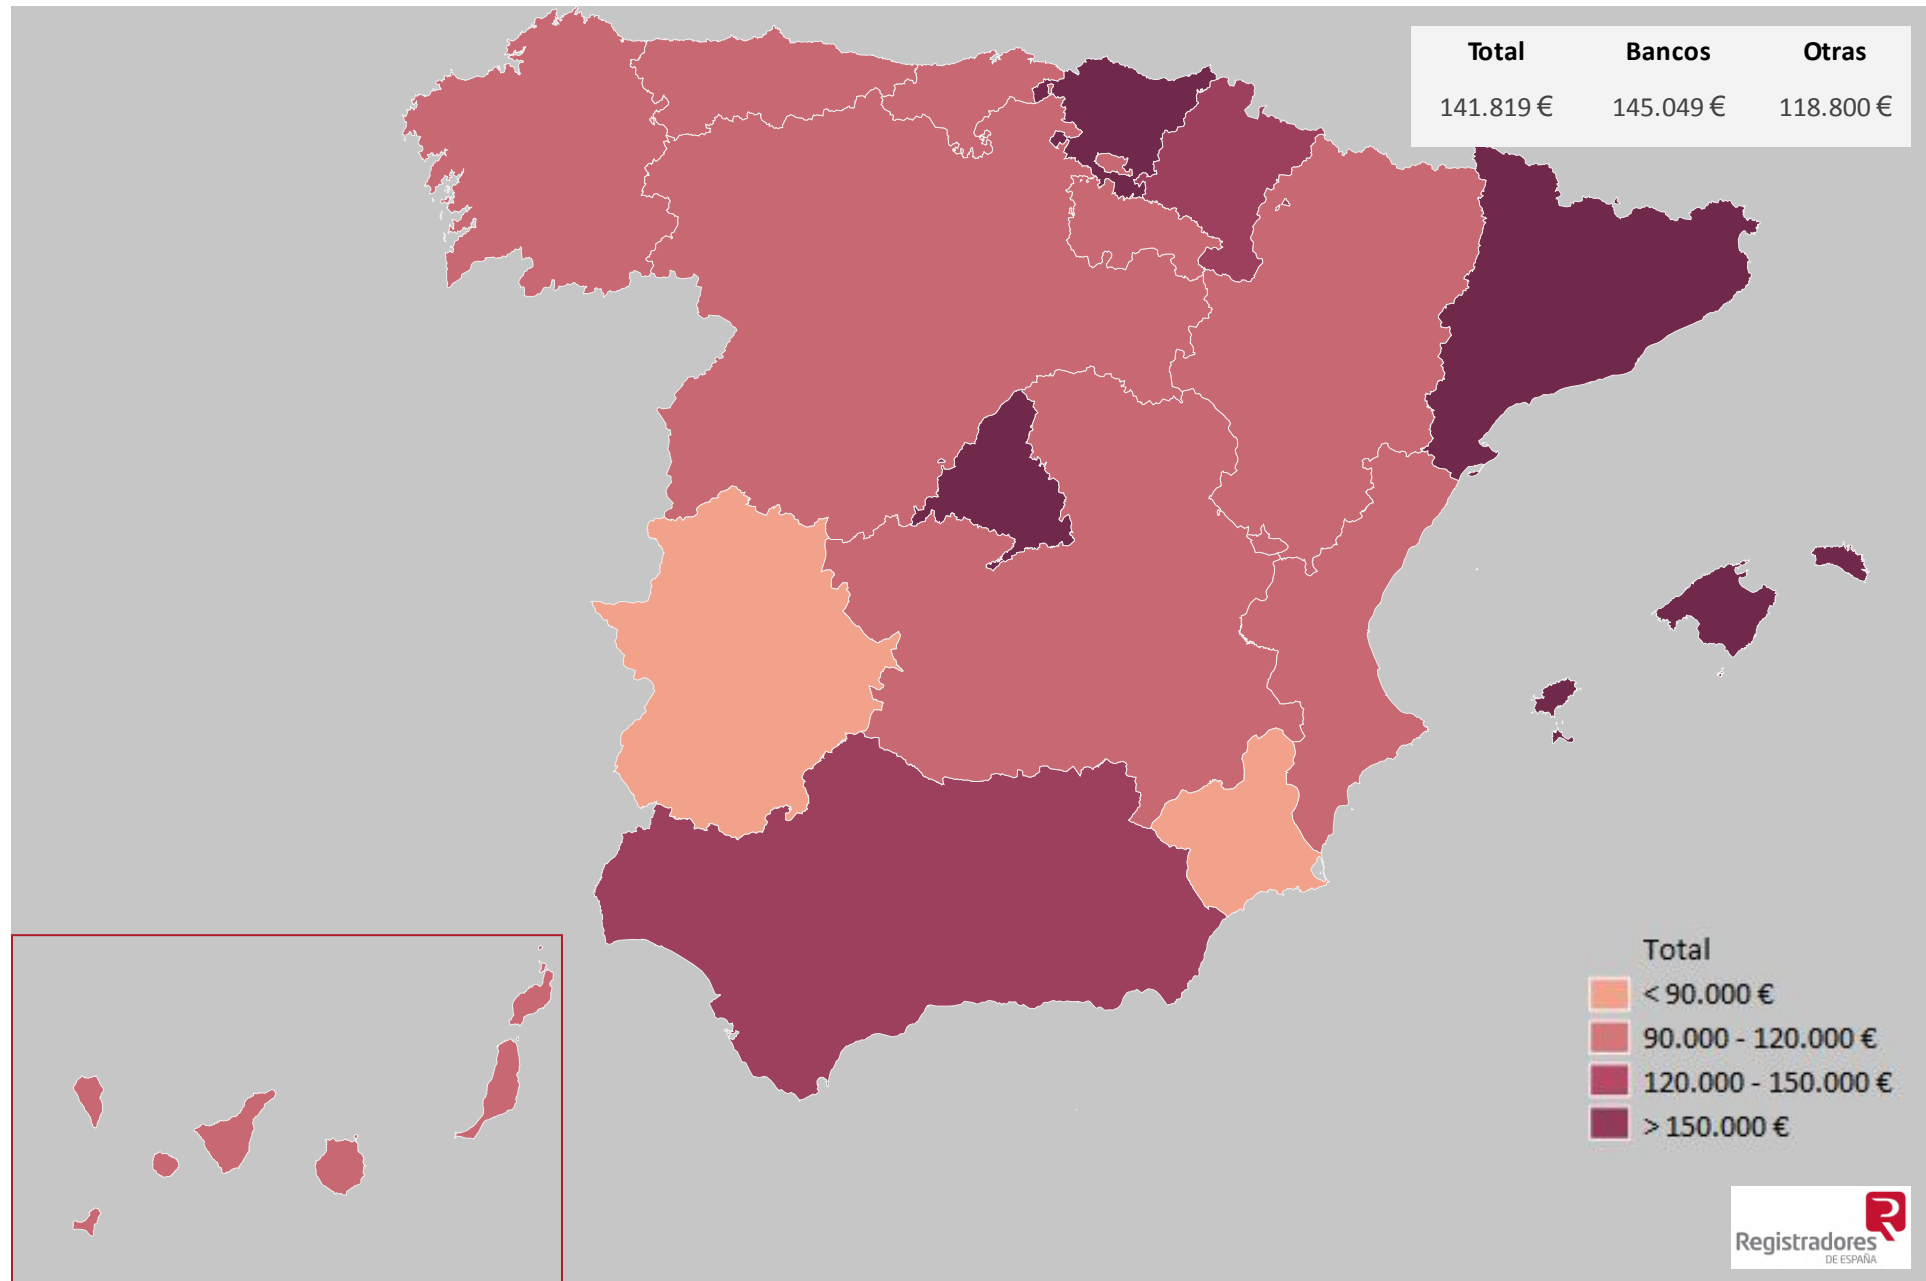 Total Bancos Otras
141.819 € 145.049 € 118.800 €
Total
< 90.000 €
90.000 - 120.000 €
120.000 - 150.000 €
> 150.000 €
Registradores
DE ESPAÑA